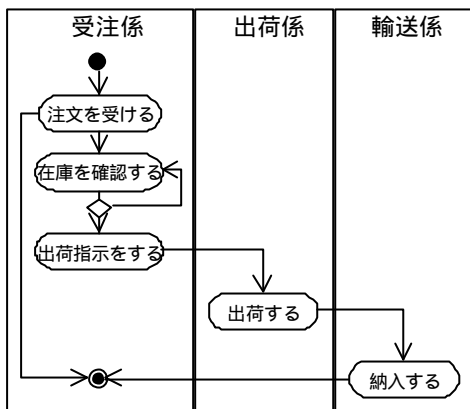 受注係
出荷係
輸送係
注文を受ける
在庫を確認する
出荷指示をする
出荷する
納入する